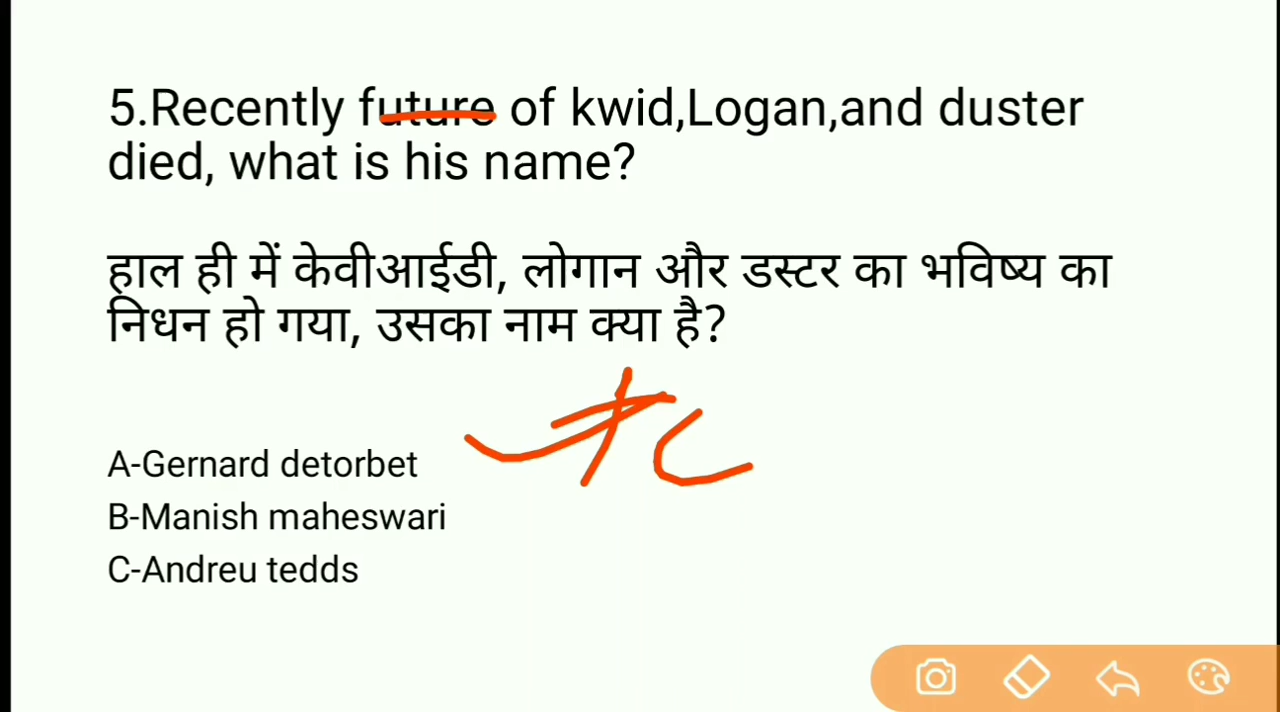 5.Recently future of kwid,Logan,and duster
died, what is his name?
हाल ही में केवीआईडी, लोगान और डस्टर का भविष्य का
निधन हो गया, उसका नाम क्या है?
A-Gernard detorbet
B-Manish maheswari
C-Andreu tedds